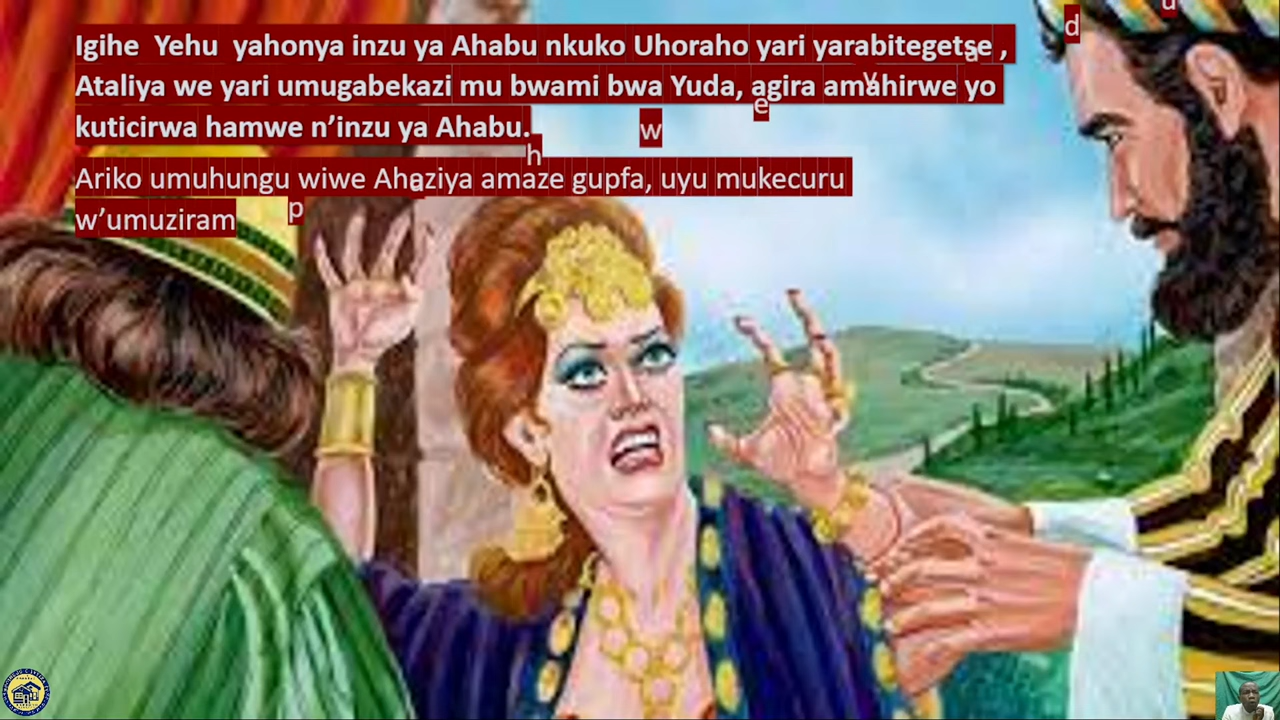 Igihe Yehu yahonya inzu ya Ahabu nkuko Uhoraho yari yarabitegetse ,
Ataliya we yari umugabekazi mu bwami bwa Yuda, agira amahirwe yo
kuticirwa hamwe n’inzu ya Ahabu.
Ariko umuhungu wiwe Ahaziya amaze gupfa, uyu mukecuru
w’umuziram
p
a
h
w
e
y
a
d
u